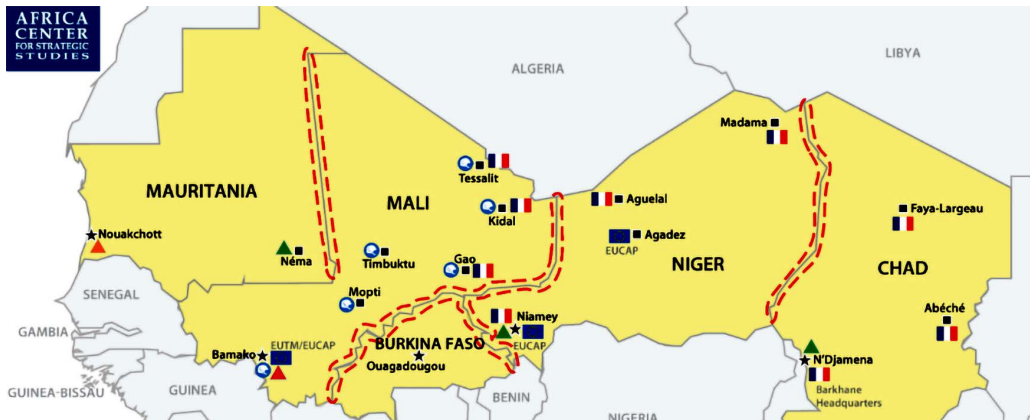 AFRICA
CENTER
FOR STRATEGIC
STUDIES
ALGERIA
LIBYA
Madama
MAURITANIA
MALI
Tessalit
Kidal
Aguelal
Faya-Largeau
Nouakchott
Néma
Timbuktu
Gao
EUCAP
Agadez
NIGER
CHAD
SENEGAL
Mopti
Niamey
EUCAP
Abéché
GAMBIA
EUTM/EUCAP
Bamako
BURKINA FASO
Ouagadougou
N'Djamena
Barkhane
Headquarters
GUINEA-BISSAU
GUINEA
BENIN
NIGERIA